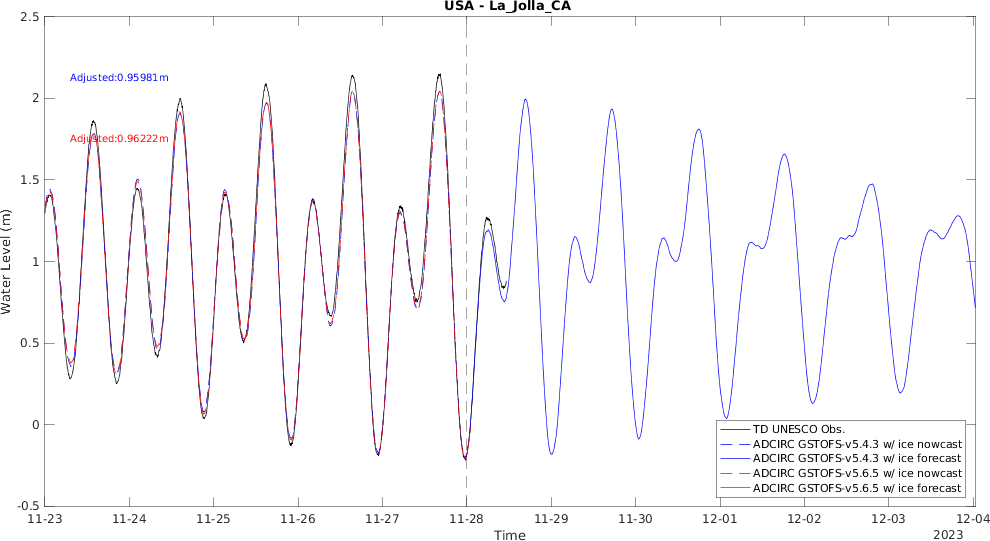 USA - La_Jolla_CA
Water Level (m)
2.5
2
1.5
1
0.5
0
-0.5
Adjusted:0.95981m
Adjusted:0.96222m
TD UNESCO Obs.
ADCIRC GSTOFS-v5.4.3 w/ ice nowcast
ADCIRC GSTOFS-v5.4.3 w/ ice forecast
ADCIRC GSTOFS-v5.6.5 w/ ice nowcast
ADCIRC GSTOFS-v5.6.5 w/ ice forecast
11-23 11-24 11-25 11-26 11-27 11-28 11-29 11-30 12-01 12-02 12-03 12-04
Time
2023